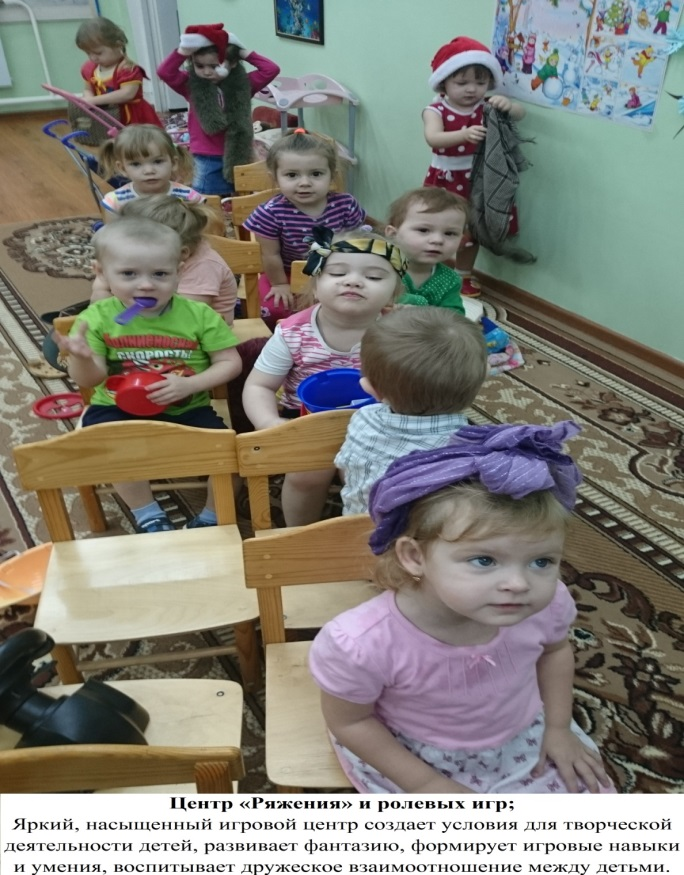 СКОРОСТЬ
Центр «Ряжения» и ролевых игр;
Яркий, насыщенный игровой центр создает условия для творческой
деятельности детей, развивает фантазию, формирует игровые навыки
и умения, воспитывает дружеское взаимоотношение между детьми.